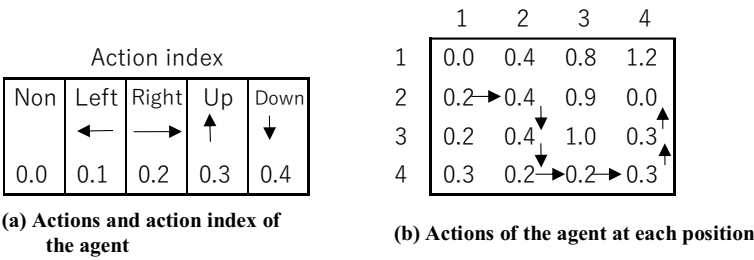 Action index
Non Left Right Up Down
0.0 0.1 0.2 0.3 0.4
(a) Actions and action index of
the agent
1 2 3 4
1 0.0 0.4 0.8 1.2
2 0.2 0.4 0.9 0.0
3 0.2 0.4 1.0 0.3
4 0.3 0.2 0.2 0.3
(b) Actions of the agent at each position